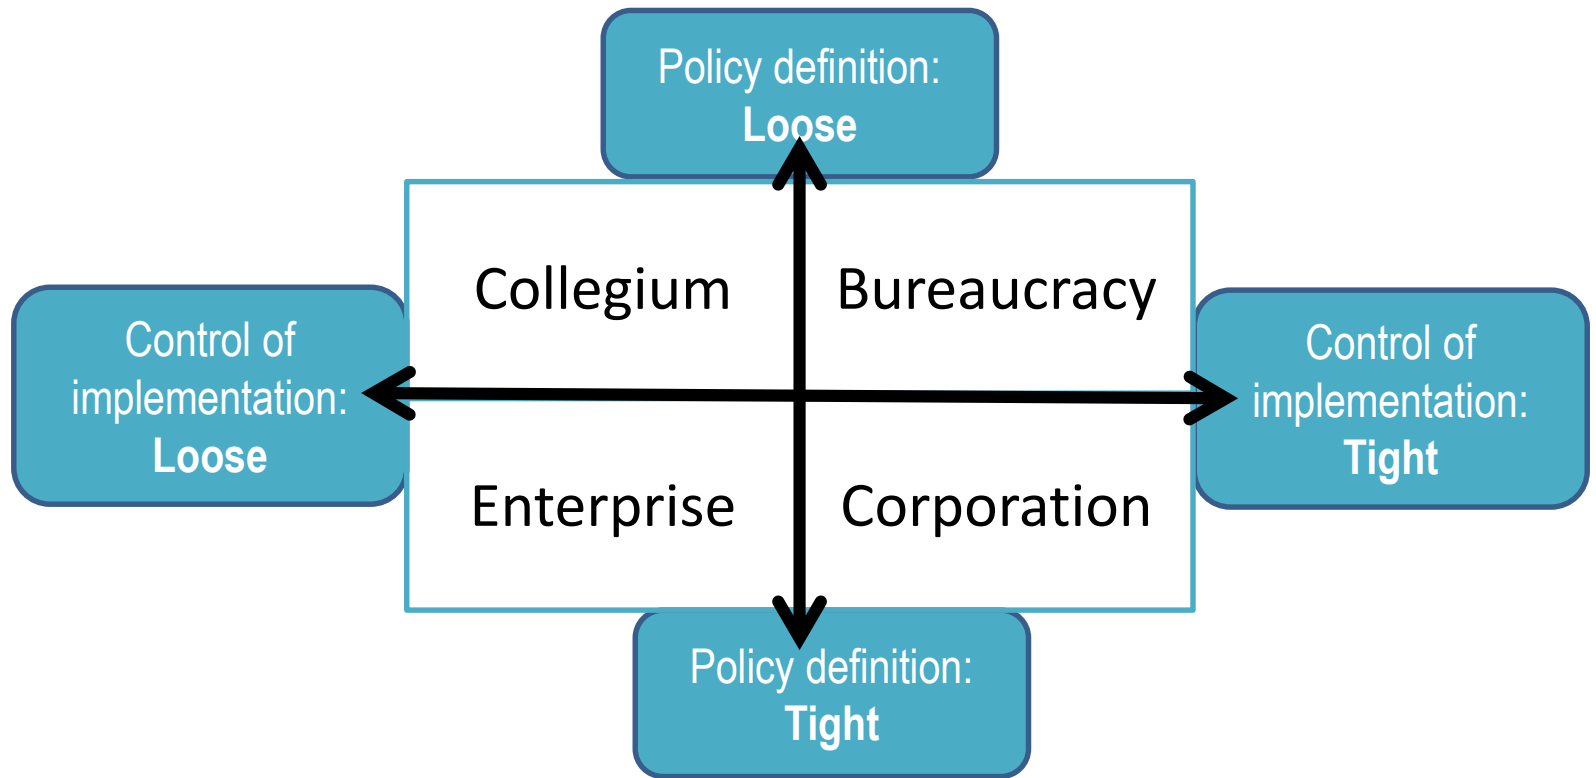 Policy definition:
Loose
Collegium
Bureaucracy
Control of
implementation:
Loose
Control of
implementation:
Tight
Enterprise
Corporation
Policy definition:
Tight